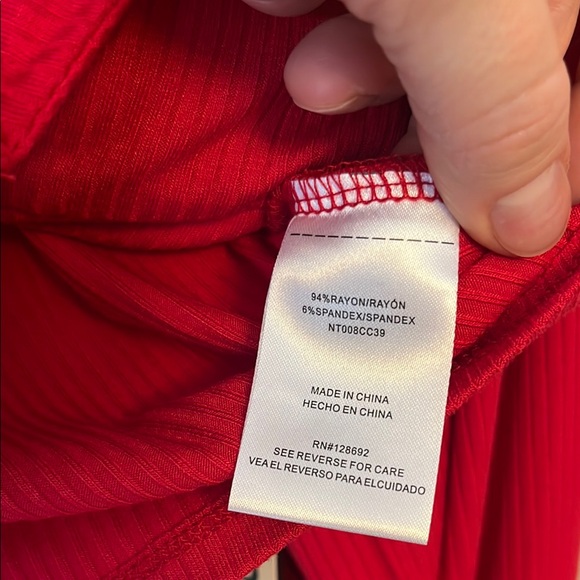 94%RAYON/RAYÓN
6%SPANDEX/SPANDEX
NT008CC39
MADE IN CHINA
HECHO EN CHINA
RN#128692
SEE REVERSE FOR CARE
VEA EL REVERSO PARA ELCUIDADO